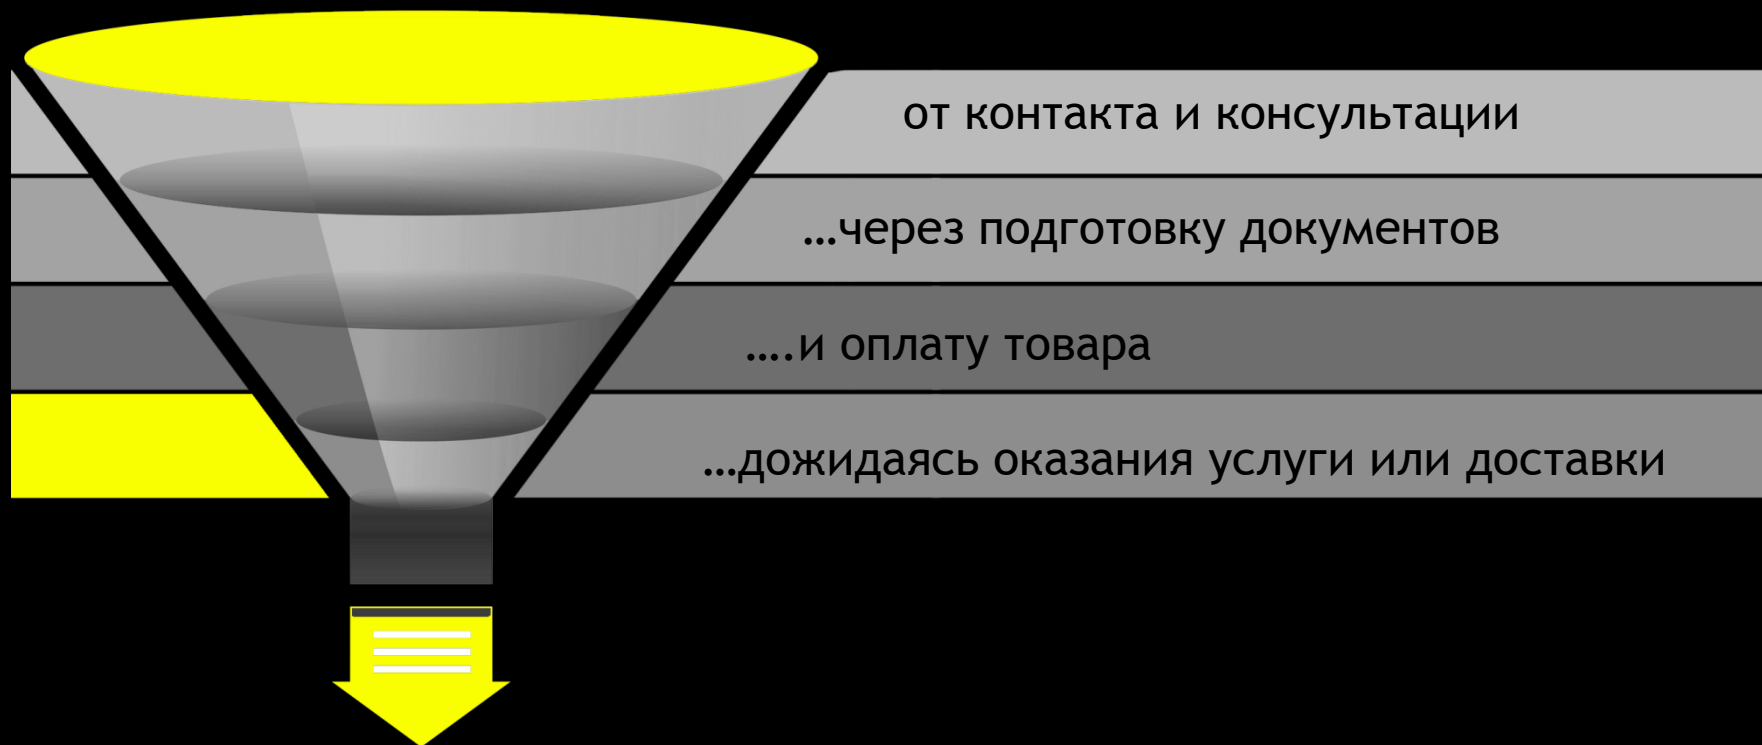 от контакта и консультации
…через подготовку документов
….и оплату товара
…дожидаясь оказания услуги или доставки